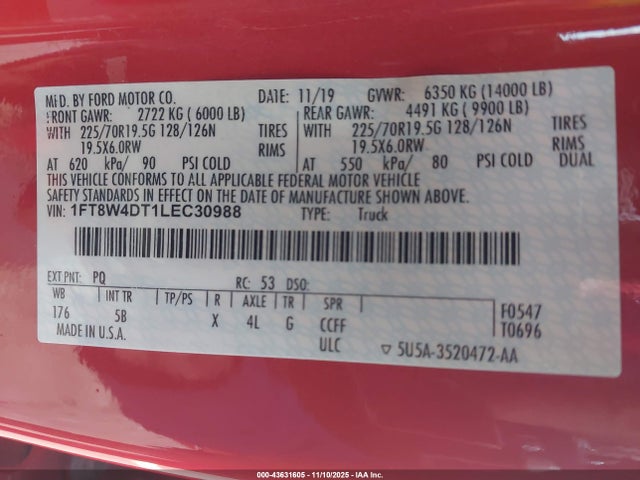 MFD. BY FORD MOTOR CO. DATE: 11/19 GVWR: 6350 KG (14000 LB)
FRONT GAWR: 2722 KG (6000 LB) REAR GAWR: 4491 KG (9900 LB)
WITH 225/70R19.5G 128/126N TIRES WITH 225/70R19.5G 128/126N TIRES
19.5X6.0RW RIMS 19.5X6.0RW RIMS
AT 620 kPa/ 90 PSI COLD AT 550 kPa/ 80 PSI COLD DUAL
THIS VEHICLE CONFORMS TO ALL APPLICABLE FEDERAL MOTOR VEHICLE
SAFETY STANDARDS IN EFFECT ON THE DATE OF MANUFACTURE SHOWN ABOVE.
VIN: 1FT8W4DT1LEC30988 TYPE: Truck
EXT PNT: PQ RC: 53 DSO:
WB INT TR TP/PS R AXLE TR SPR F0547
176 5B X 4L G CCFF T0696
MADE IN U.S.A. ULC ▽ 5U5A-3520472-AA
000-43631605 - 11/10/2025 - IAA Inc.